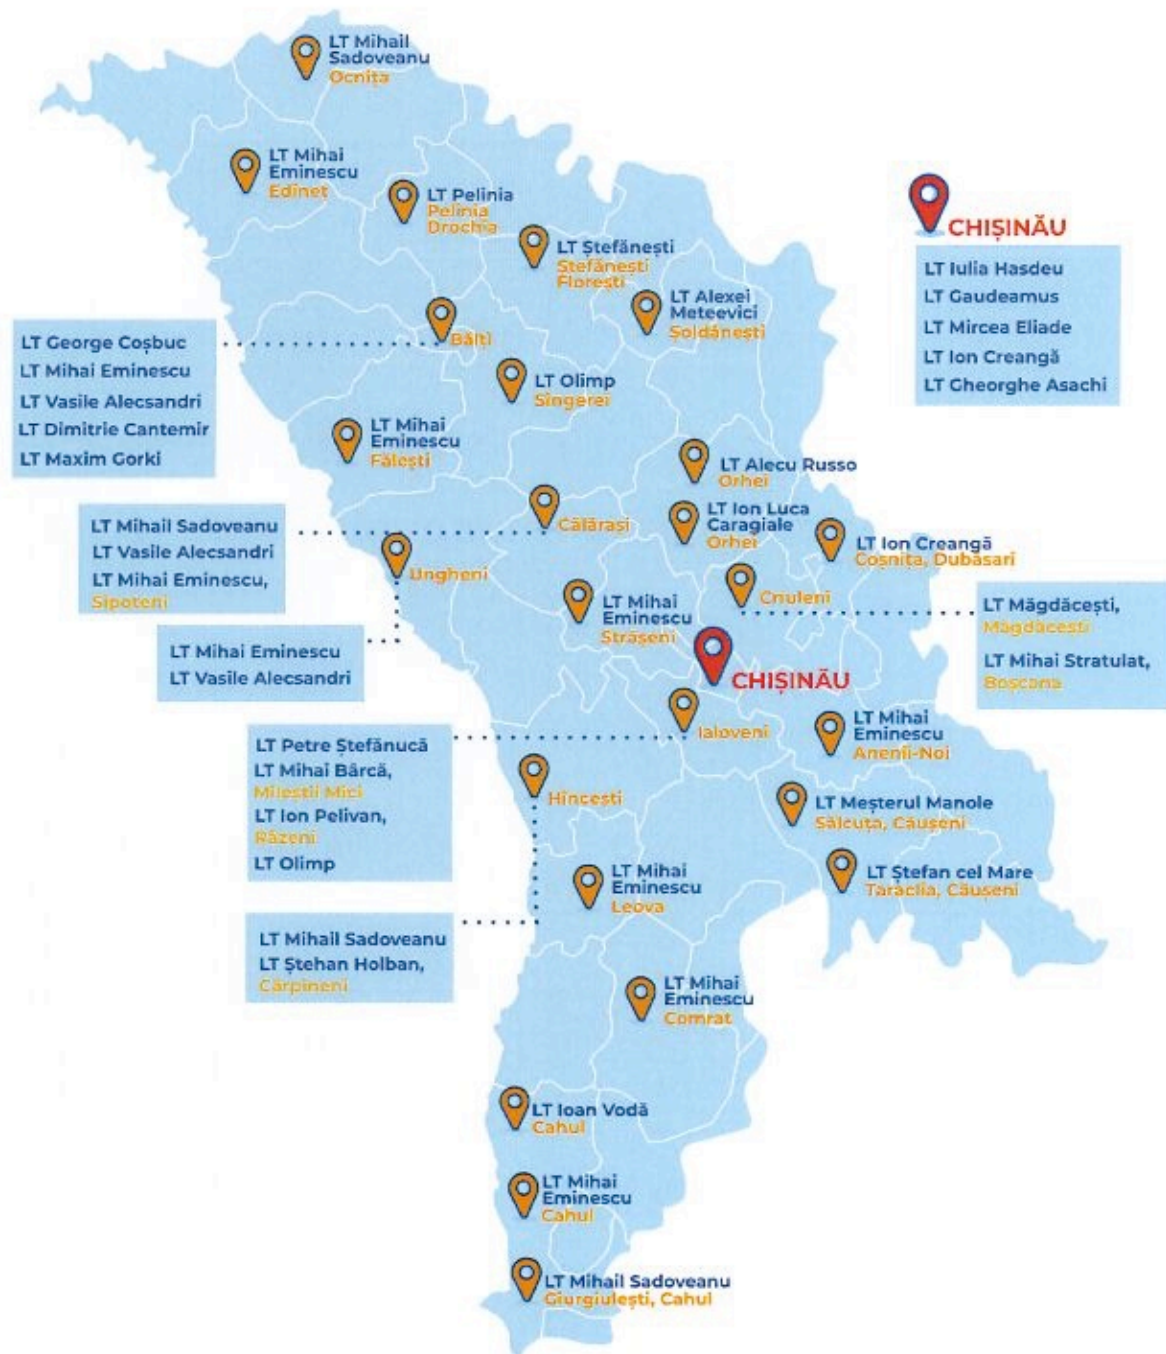 LT Mihail
Sadoveanu
Ocnița
LT Mihai
Eminescu
Edineț
LT Pelinia
Pelinia
Drochia
LT Ștefănești
Ștefănești
Florești
LT Alexei
Meteevici
Șoldănești
CHIȘINĂU
LT Iulia Hasdeu
LT Gaudeamus
LT Mircea Eliade
LT Ion Creangă
LT Gheorghe Asachi
Bălți
LT George Coșbuc
LT Mihai Eminescu
LT Vasile Alecsandri
LT Dimitrie Cantemir
LT Maxim Gorki
LT Olimp
Sîngerei
LT Mihai
Eminescu
Fălești
LT Alecu Russo
Orhei
LT Ion Luca
Caragiale
Orhei
Călărași
LT Mihail Sadoveanu
LT Vasile Alecsandri
LT Mihai Eminescu,
Sipoteni
LT Ion Creangă
Coșnița, Dubăsari
Ungheni
LT Mihai Eminescu
LT Vasile Alecsandri
LT Mihai
Eminescu
Strășeni
Criuleni
LT Măgdăcești,
Măgdăcești
LT Mihai Stratulat,
Boșcana
CHIȘINĂU
Ialoveni
LT Petre Ștefănucă
LT Mihai Bârcă,
Mileștii Mici
LT Ion Pelivan,
Răzeni
LT Olimp
LT Mihai
Eminescu
Anenii-Noi
Hîncești
LT Mihail Sadoveanu
LT Ștehan Holban,
Cărpineni
LT Meșterul Manole
Sălcuța, Căușeni
LT Ștefan cel Mare
Taraclia, Căușeni
LT Mihai
Eminescu
Leova
LT Mihai
Eminescu
Comrat
LT Ioan Vodă
Cahul
LT Mihai
Eminescu
Cahul
LT Mihail Sadoveanu
Giurgiulești, Cahul